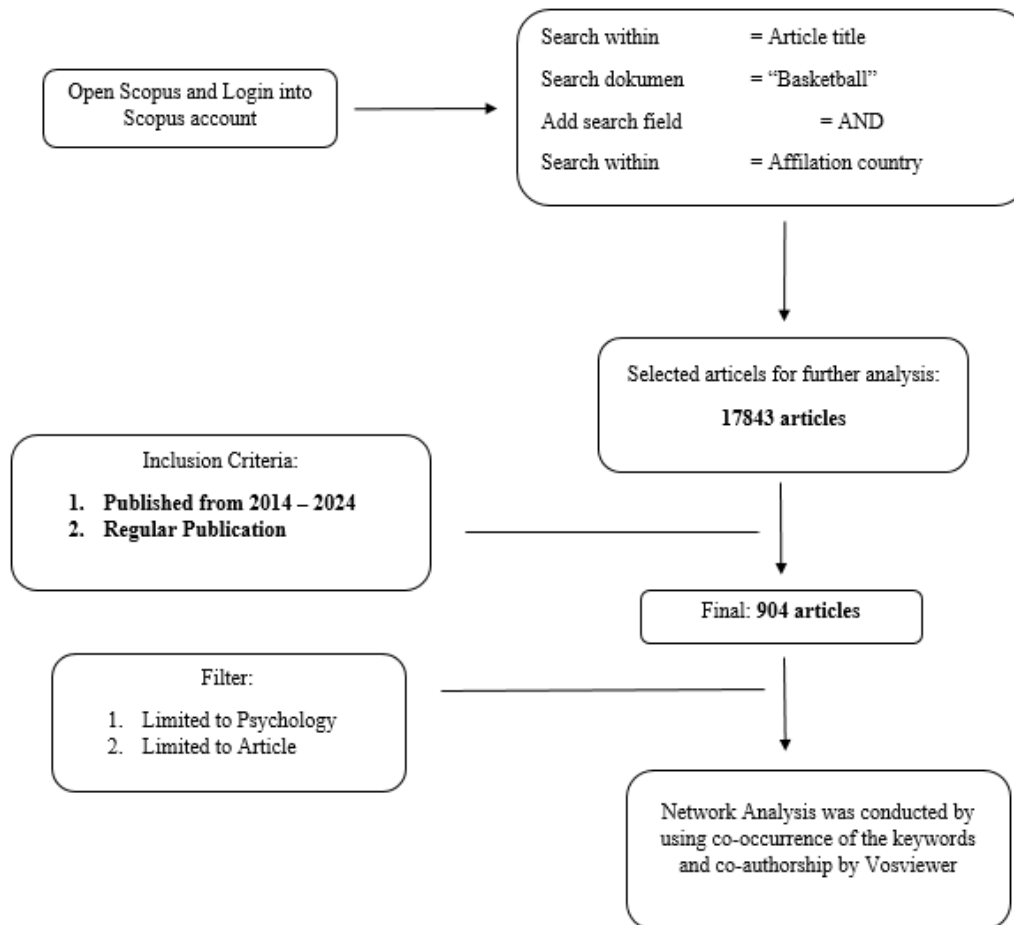 Open Scopus and Login into
Scopus account
Search within = Article title
Search dokumen = “Basketball”
Add search field = AND
Search within = Affilation country
Selected articels for further analysis:
17843 articles
Inclusion Criteria:
1. Published from 2014 – 2024
2. Regular Publication
Final: 904 articles
Filter:
1. Limited to Psychology
2. Limited to Article
Network Analysis was conducted by
using co-occurrence of the keywords
and co-authorship by Vosviewer